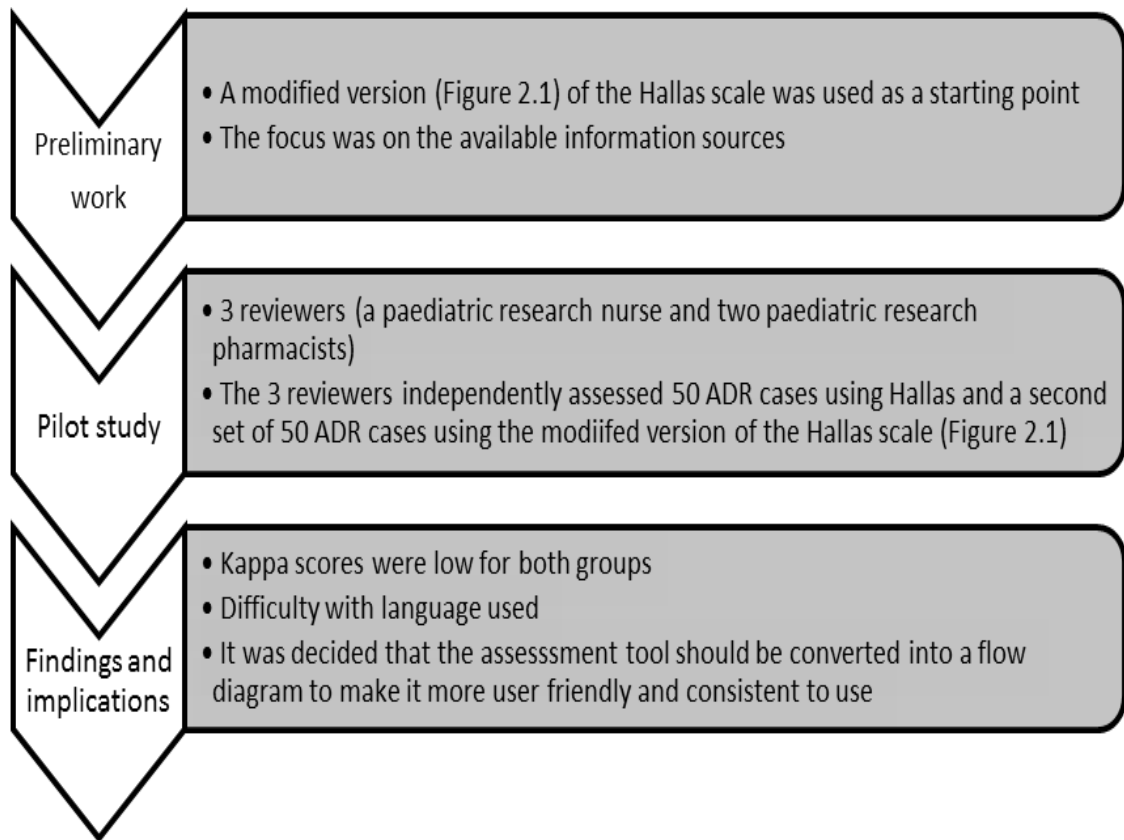 Preliminary
work
• A modified version (Figure 2.1) of the Hallas scale was used as a starting point
• The focus was on the available information sources
Pilot study
• 3 reviewers (a paediatric research nurse and two paediatric research
pharmacists)
• The 3 reviewers independently assessed 50 ADR cases using Hallas and a second
set of 50 ADR cases using the modiifed version of the Hallas scale (Figure 2.1)
Findings and
implications
• Kappa scores were low for both groups
• Difficulty with language used
• It was decided that the assesssment tool should be converted into a flow
diagram to make it more user friendly and consistent to use